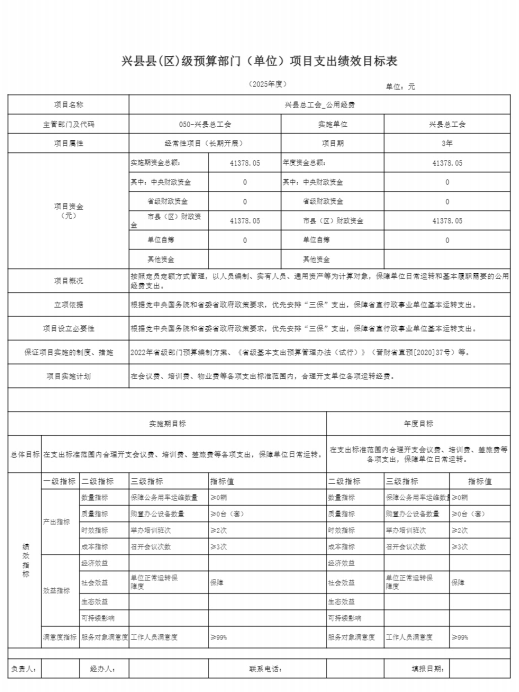 兴县县(区)级预算部门（单位）项目支出绩效目标表
（2025年度） 单位：元
项目名称 兴县总工会_公用经费
主管部门及代码 050-兴县总工会 实施单位 兴县总工会
项目属性 经常性项目（长期开展） 项目期 3年
项目资金（元）
实施期资金总额： 41378.05 年度资金总额： 41378.05
其中：中央财政资金 0 其中：中央财政资金 0
省级财政资金 0 省级财政资金 0
市县（区）财政资金 41378.05 市县（区）财政资金 41378.05
单位自筹 0 单位自筹 0
其他资金 其他资金
项目概况 按照定员定额方式管理，以人员编制、实有人员、通用资产等为计算对象，保障单位日常运转和基本履职需要的公用
经费支出。
立项依据 根据党中央国务院和省委省政府政策要求，优先安排“三保”支出，保障省直行政事业单位基本运转支出。
项目设立必要性 根据党中央国务院和省委省政府政策要求，优先安排“三保”支出，保障省直行政事业单位基本运转支出。
保证项目实施的制度、措施 2022年省级部门预算编制方案、《省级基本支出预算管理办法（试行）》（晋财省直预[2020]37号）等。
项目实施计划 在会议费、培训费、物业费等各项支出标准范围内，合理开支单位各项运转经费。
实施期目标 年度目标
总体目标 在支出标准范围内合理开支会议费、培训费、差旅费等各项支出，保障单位日常运转。 在支出标准范围内合理开支会议费、培训费、差旅费等
各项支出，保障单位日常运转。
绩效指标
一级指标 二级指标 三级指标 指标值 二级指标 三级指标 指标值
产出指标
数量指标 保障公务用车运维数量 ≥0辆 数量指标 保障公务用车运维数量 ≥0辆
质量指标 购置办公设备数量 ≥0台（套） 质量指标 购置办公设备数量 ≥0台（套）
时效指标 举办培训班次 ≥2次 时效指标 举办培训班次 ≥2次
成本指标 召开会议次数 ≥3次 成本指标 召开会议次数 ≥3次
效益指标
经济效益 经济效益
社会效益 单位正常运转保障度 保障 社会效益 单位正常运转保障度 保障
生态效益 生态效益
可持续影响 可持续影响
满意度指标 服务对象满意度 工作人员满意度 ≥99% 服务对象满意度 工作人员满意度 ≥99%
负责人： 经办人： 联系电话： 填报日期：